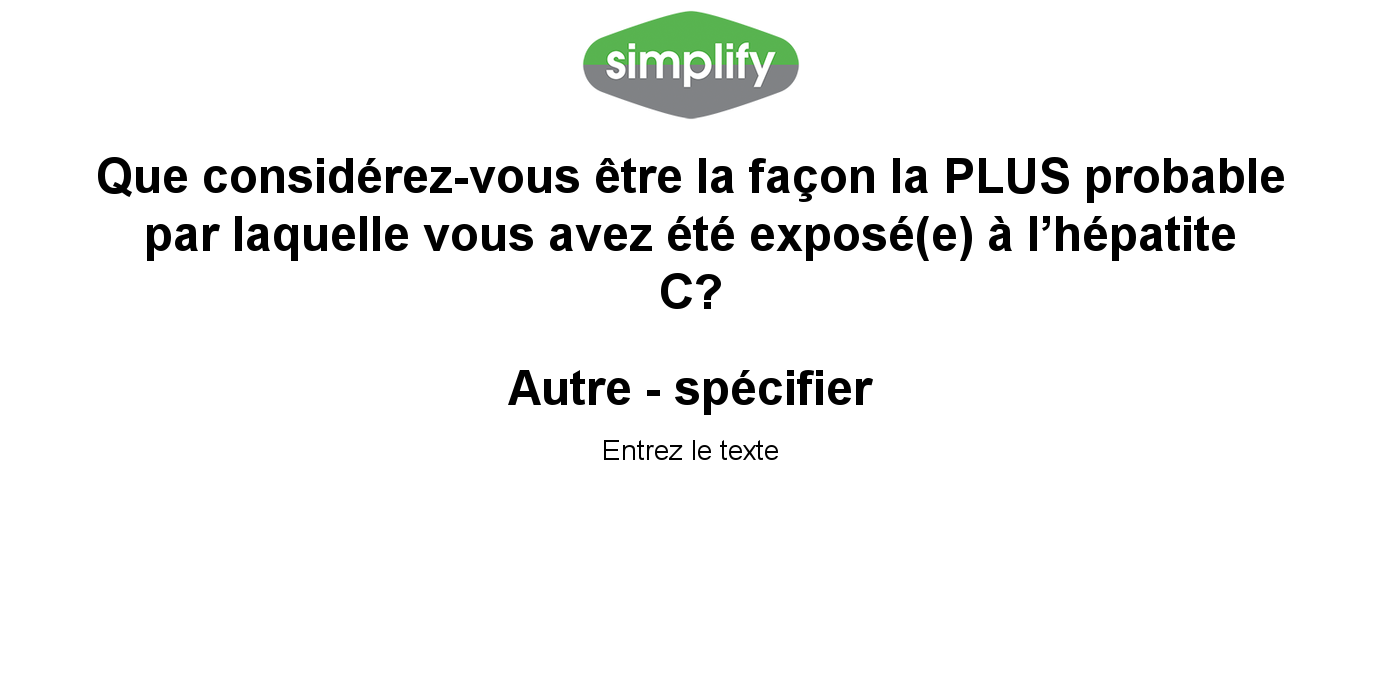 simplify
Que considérez-vous être la façon la PLUS probable
par laquelle vous avez été exposé(e) à l’hépatite
C?
Autre - spécifier
Entrez le texte